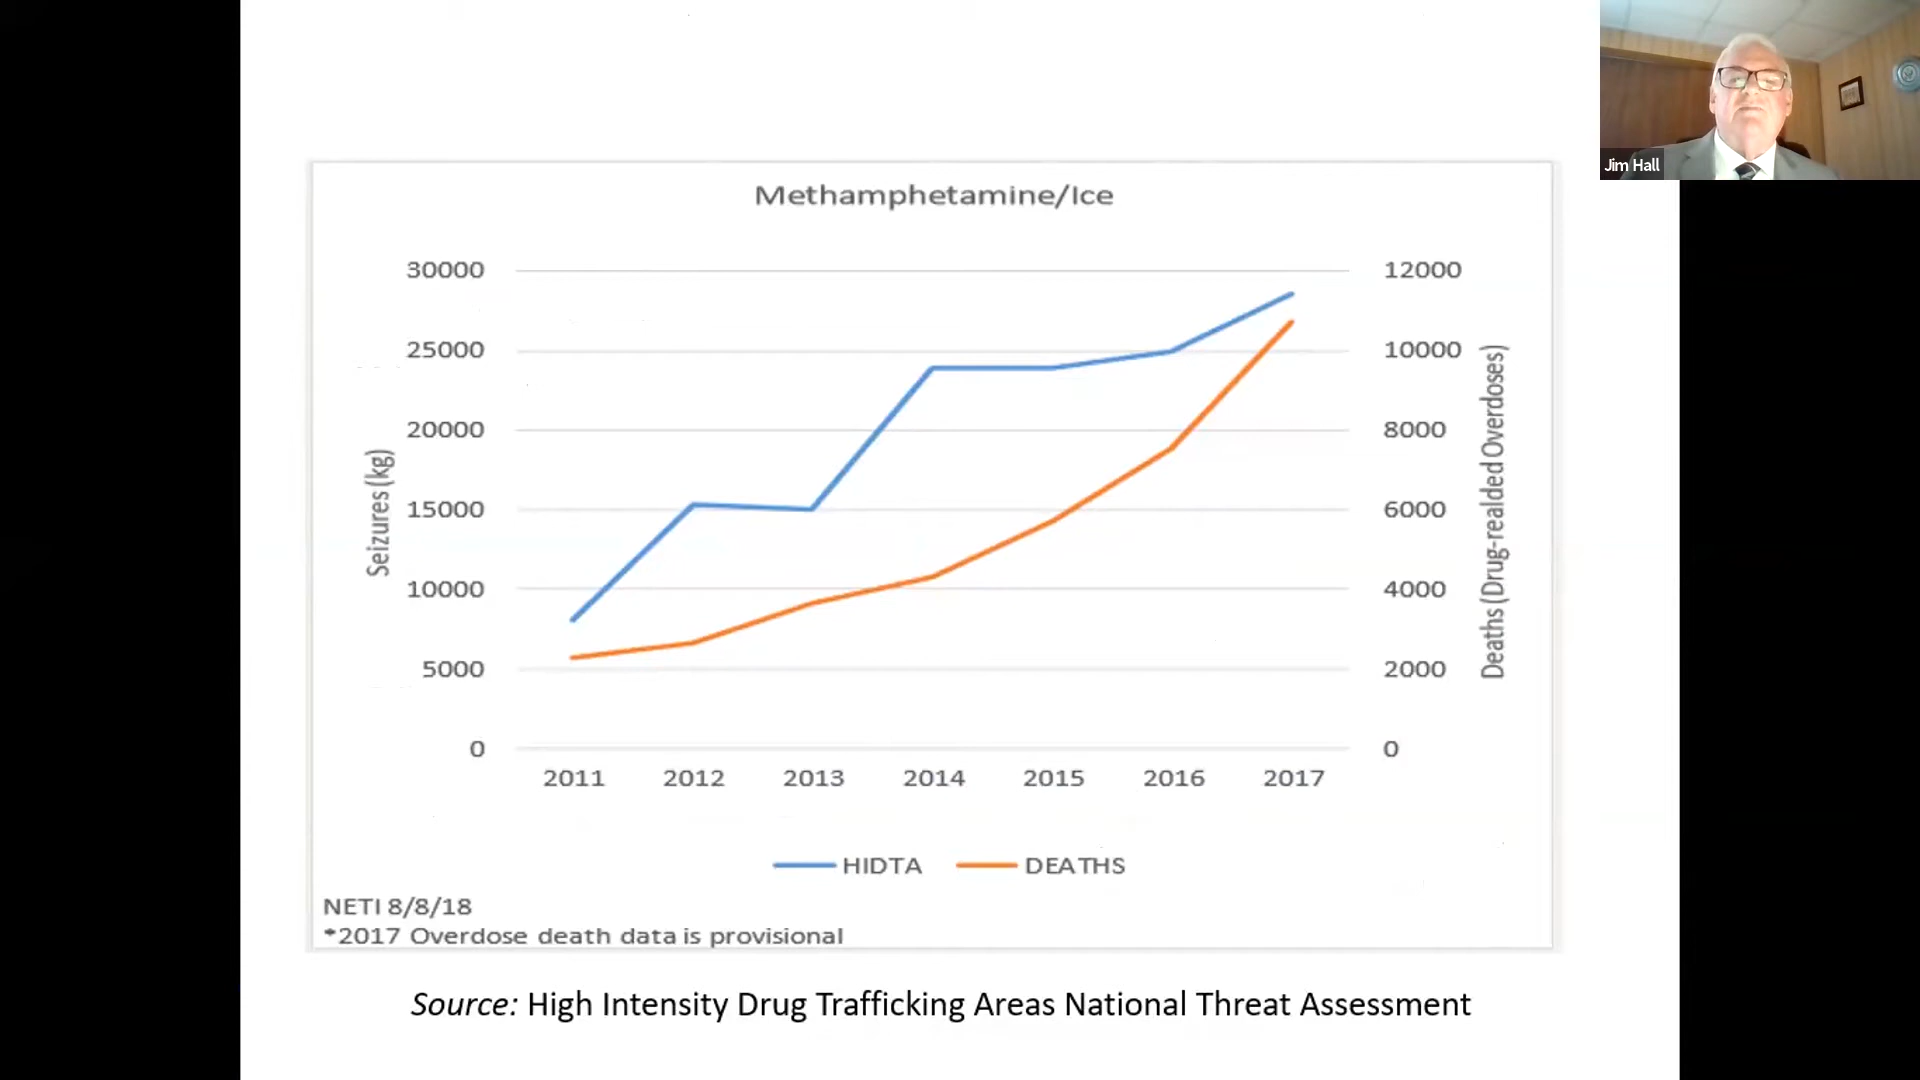 Jim Hall
Methamphetamine/Ice
30000
25000
20000
15000
10000
5000
0
Seizures (kg)
12000
10000
8000
6000
4000
2000
0
Deaths (Drug-realded Overdoses)
2011 2012 2013 2014 2015 2016 2017
HIDTA DEATHS
NETI 8/8/18
*2017 Overdose death data is provisional
Source: High Intensity Drug Trafficking Areas National Threat Assessment